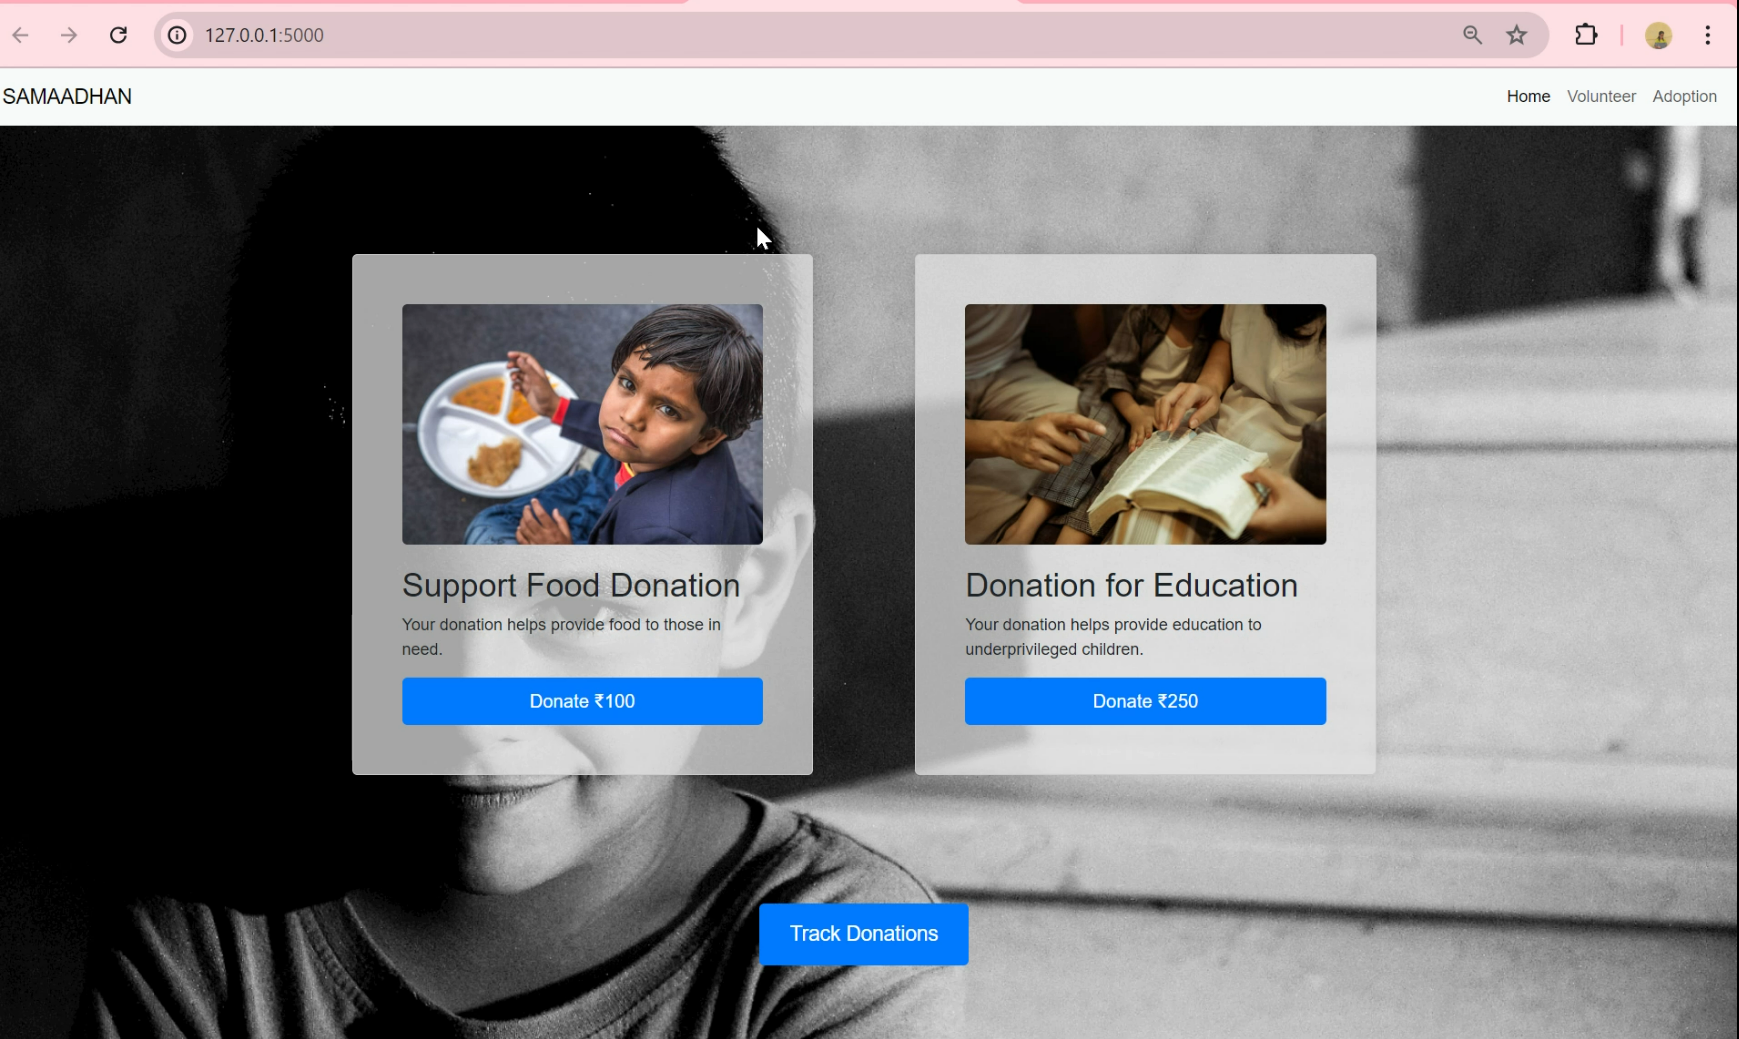 127.0.0.1:5000
SAMAADHAN
Home Volunteer Adoption
Support Food Donation
Your donation helps provide food to those in
need.
Donate ₹100
Donation for Education
Your donation helps provide education to
underprivileged children.
Donate ₹250
Track Donations